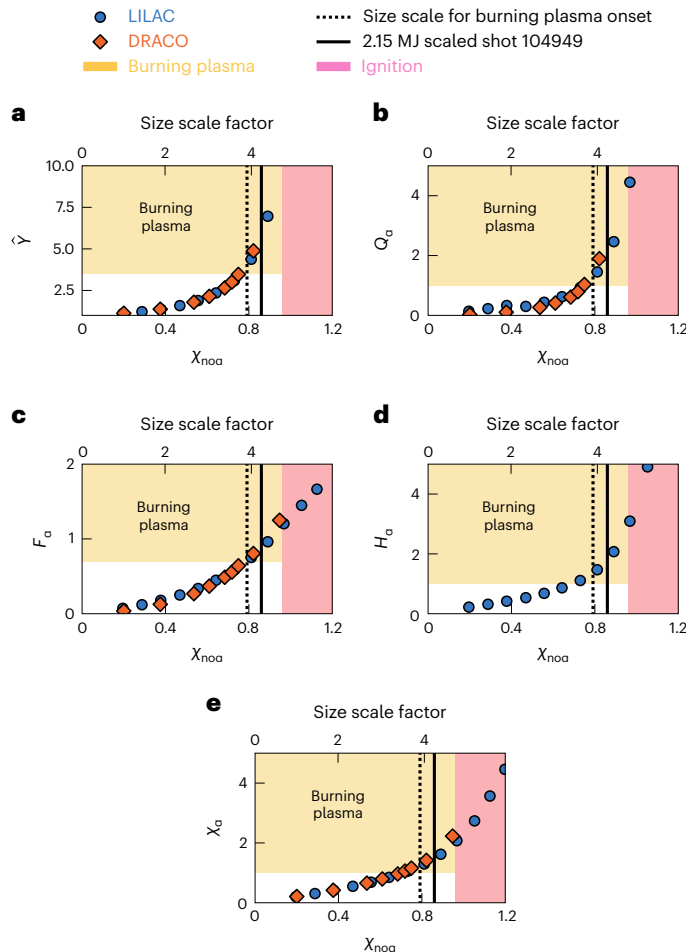 LILAC
Size scale for burning plasma onset
DRACO
2.15 MJ scaled shot 104949
Burning plasma
Ignition
a
Size scale factor
0 2 4
10.0
7.5
5.0
2.5
Ŷ
Burning
plasma
0 0.4 0.8 1.2
χnoα
b
Size scale factor
0 2 4
4
2
0
Qα
Burning
plasma
0 0.4 0.8 1.2
χnoα
c
Size scale factor
0 2 4
2
1
0
Fα
Burning
plasma
0 0.4 0.8 1.2
χnoα
d
Size scale factor
0 2 4
4
2
0
Hα
Burning
plasma
0 0.4 0.8 1.2
χnoα
e
Size scale factor
0 2 4
4
2
0
χα
Burning
plasma
0 0.4 0.8 1.2
χnoα